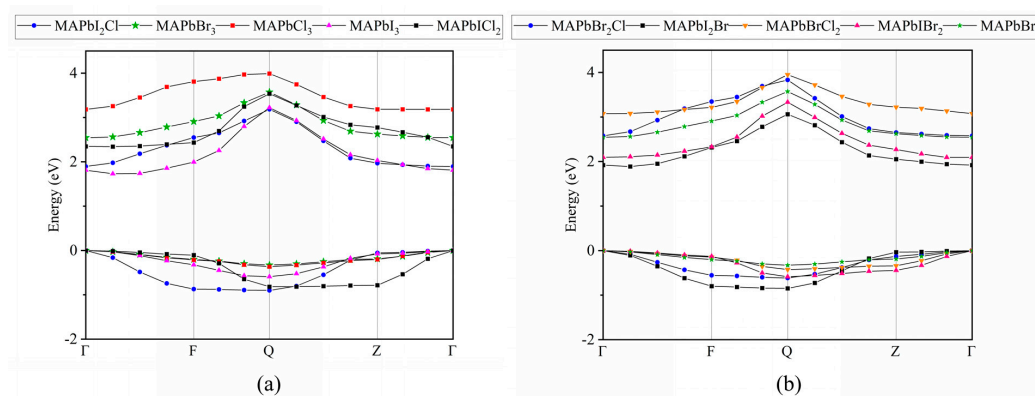 MAPbI₂Cl MAPbBr₃ MAPbCl₃ MAPbI₃ MAPbICl₂
4
2
0
-2
Energy (eV)
Γ F Q Z Γ
(a)
MAPbBr₂Cl MAPbI₂Br MAPbBrCl₂ MAPbIBr₂ MAPbBr
4
2
0
-2
Energy (eV)
Γ F Q Z Γ
(b)